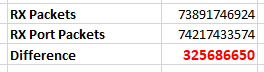 RX Packets 73891746924
RX Port Packets 74217433574
Difference 325686650